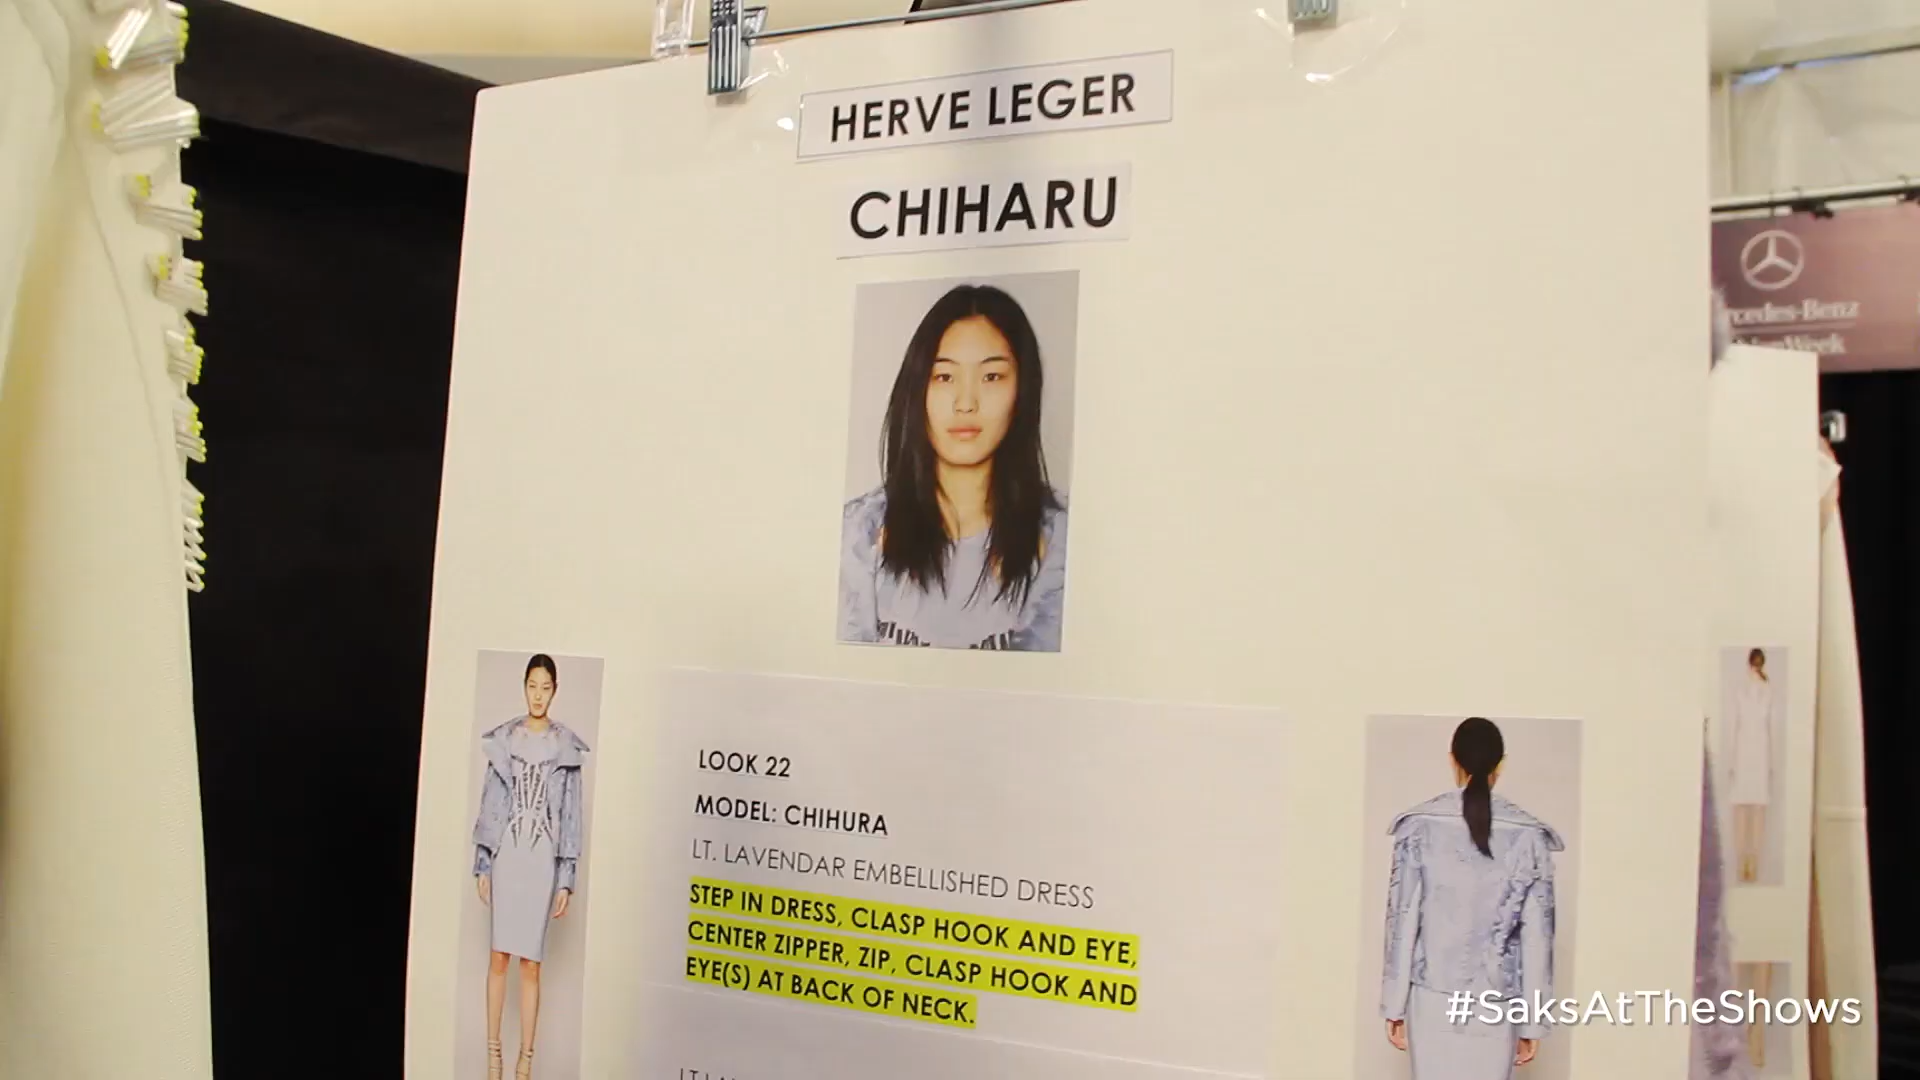 HERVE LEGER
CHIHARU
LOOK 22
MODEL: CHIHURA
LT. LAVENDAR EMBELLISHED DRESS
STEP IN DRESS, CLASP HOOK AND EYE,
CENTER ZIPPER, ZIP, CLASP HOOK AND
EYE(S) AT BACK OF NECK.
#SaksAtTheShows